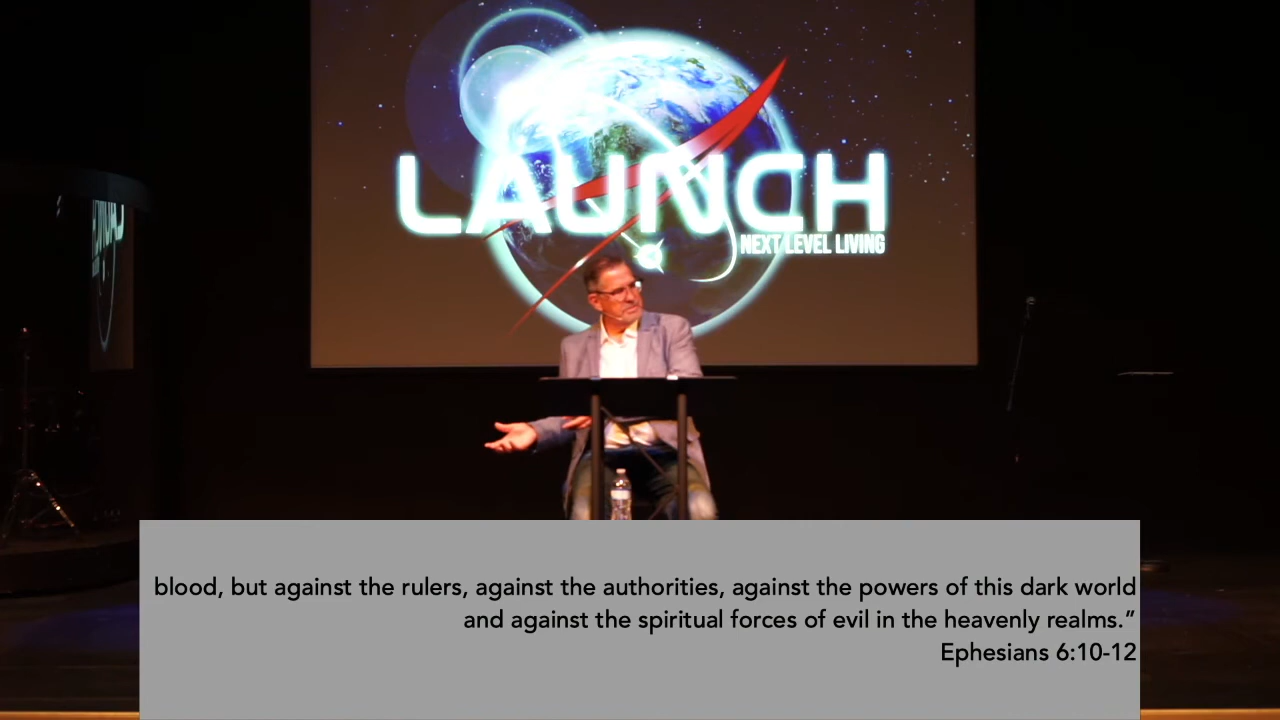 LAUNCH
NEXT LEVEL LIVING
blood, but against the rulers, against the authorities, against the powers of this dark world
and against the spiritual forces of evil in the heavenly realms.”
Ephesians 6:10-12